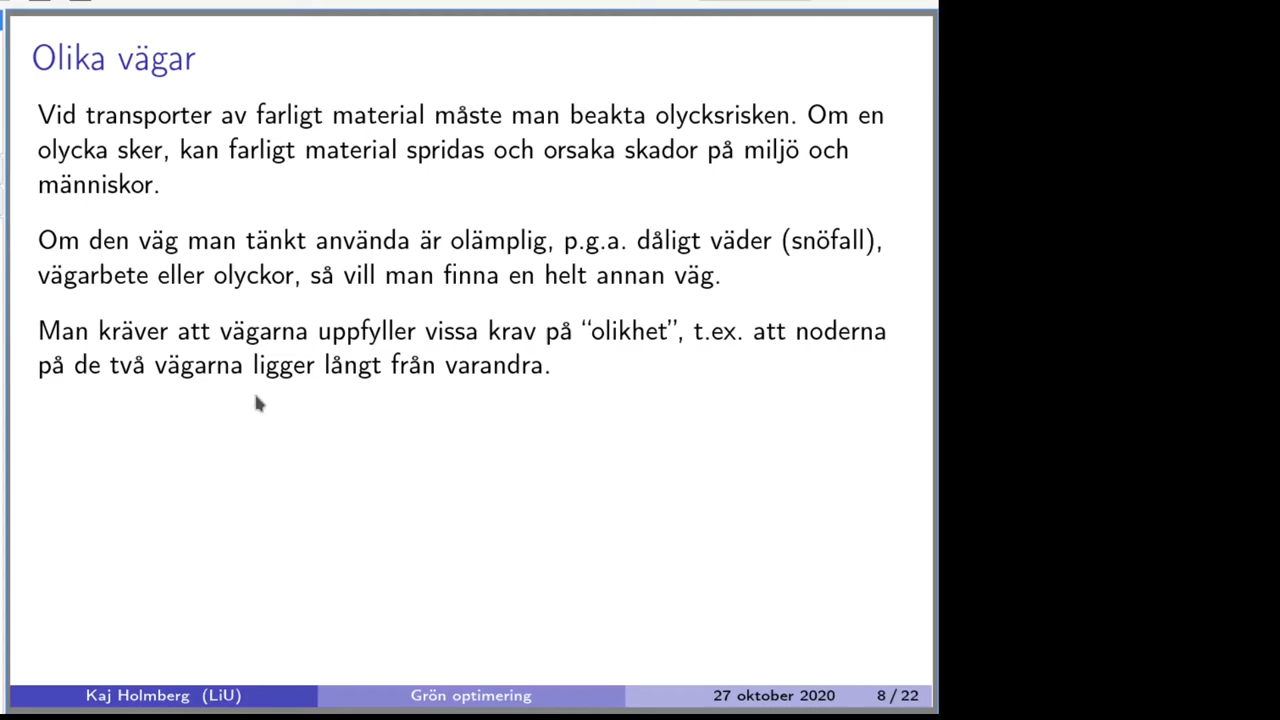 Olika vägar
Vid transporter av farligt material måste man beakta olycksrisken. Om en
olycka sker, kan farligt material spridas och orsaka skador på miljö och
människor.
Om den väg man tänkt använda är olämplig, p.g.a. dåligt väder (snöfall),
vägarbete eller olyckor, så vill man finna en helt annan väg.
Man kräver att vägarna uppfyller vissa krav på “olikhet”, t.ex. att noderna
på de två vägarna ligger långt från varandra.
Kaj Holmberg (LiU) Grön optimering 27 oktober 2020 8 / 22